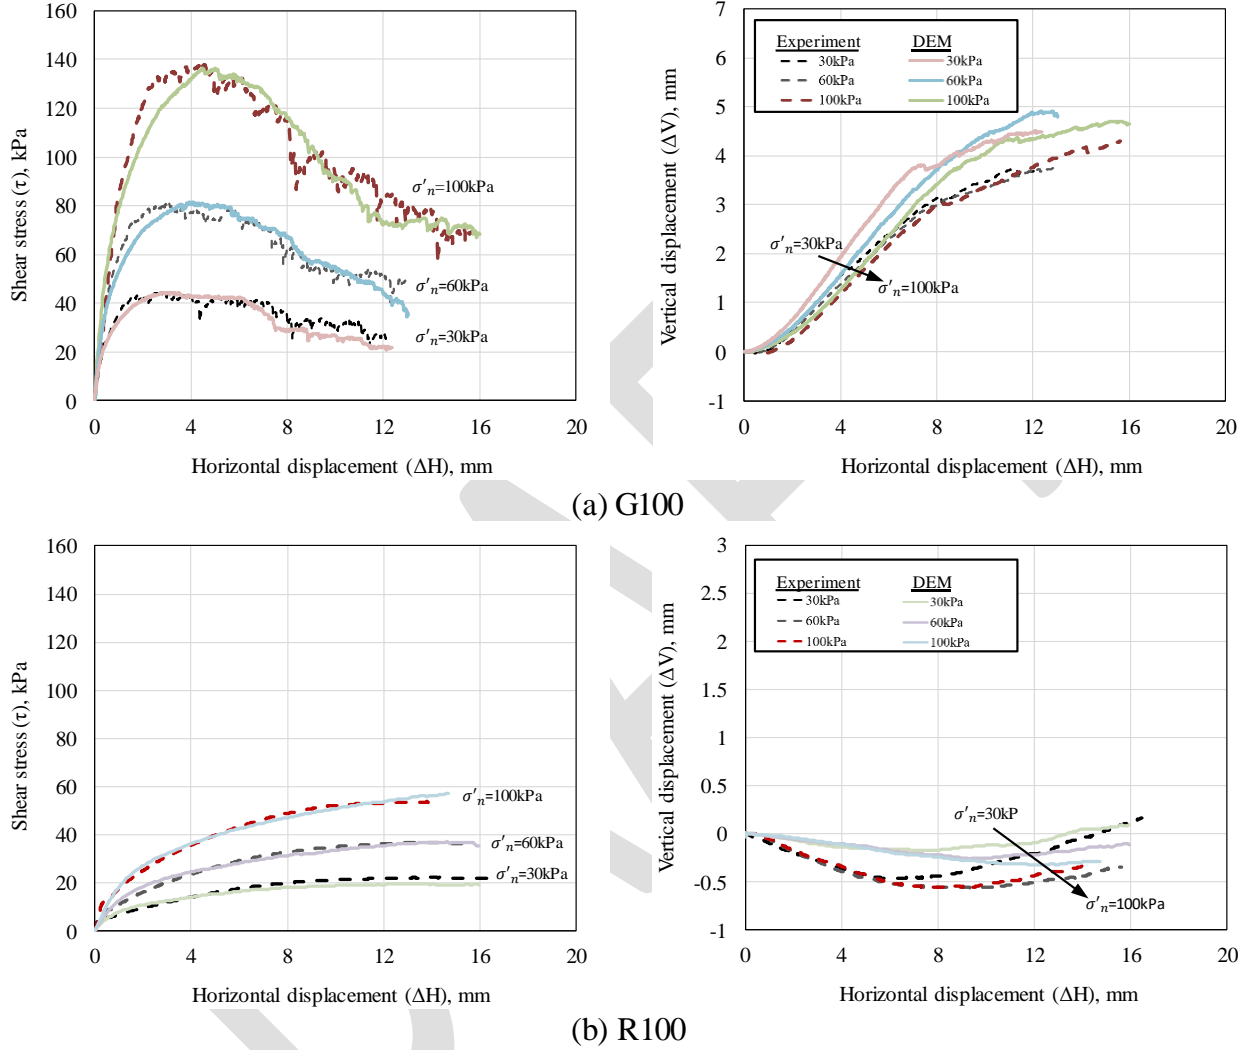 160
140
120
100
80
60
40
20
0
0 4 8 12 16 20
Shear stress (τ), kPa
Horizontal displacement (ΔH), mm
σ′n=100kPa
σ′n=60kPa
σ′n=30kPa
7
6
5
4
3
2
1
0
-1
0 4 8 12 16 20
Vertical displacement (ΔV), mm
Horizontal displacement (ΔH), mm
Experiment DEM
30kPa 30kPa
60kPa 60kPa
100kPa 100kPa
σ′n=30kPa
σ′n=100kPa
(a) G100
160
140
120
100
80
60
40
20
0
0 4 8 12 16 20
Shear stress (τ), kPa
Horizontal displacement (ΔH), mm
σ′n=100kPa
σ′n=60kPa
σ′n=30kPa
3
2.5
2
1.5
1
0.5
0
-0.5
-1
0 4 8 12 16 20
Vertical displacement (ΔV), mm
Horizontal displacement (ΔH), mm
Experiment DEM
30kPa 30kPa
60kPa 60kPa
100kPa 100kPa
σ′n=30kP
σ′n=100kPa
(b) R100